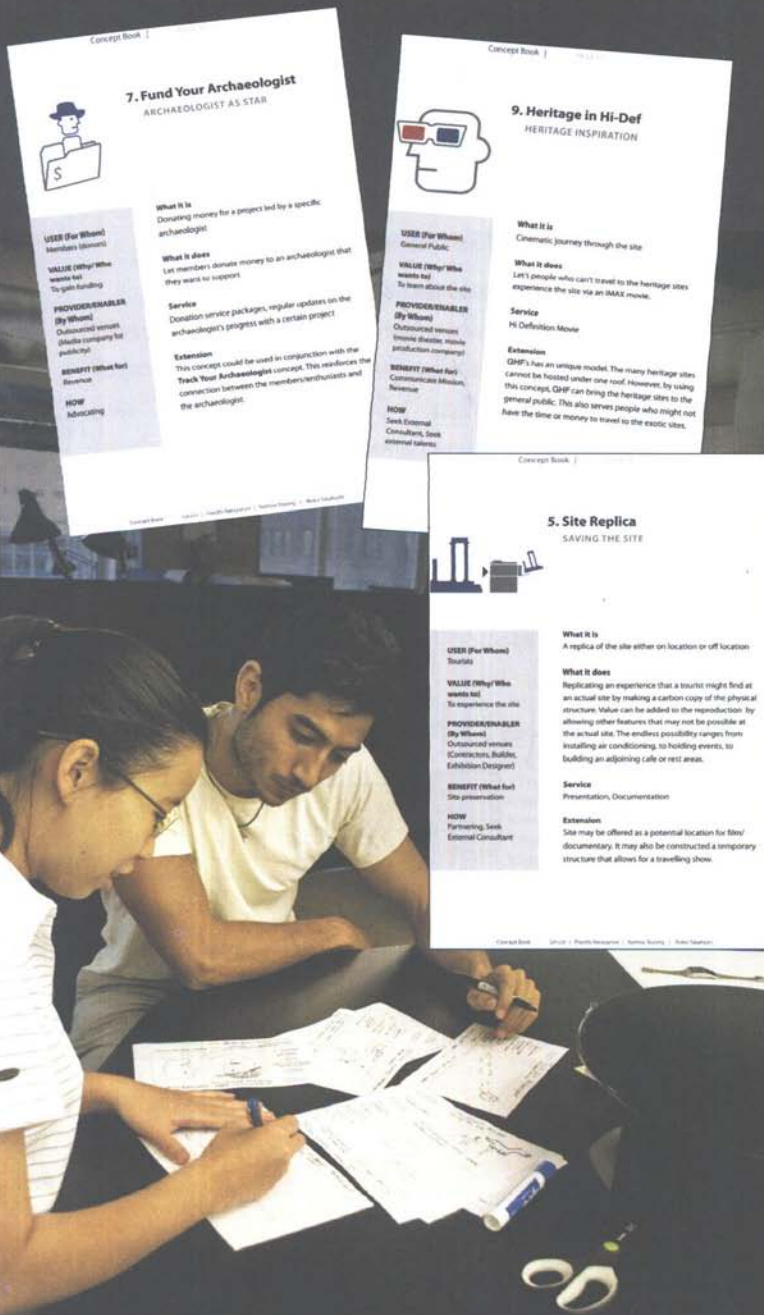 Concept Book |
7. Fund Your Archaeologist
ARCHAEOLOGIST AS STAR
$
USER (For Whom)
Members (donors)
VALUE (Why/ Who
wants to)
To gain funding
PROVIDER/ENABLER
(By Whom)
Outsourced venues
(Media company for
publicity)
BENEFIT (What for)
Revenue
HOW
Advocating
What it is
Donating money for a project led by a specific
archaeologist
What it does
Let members donate money to an archaeologist that
they want to support
Service
Donation service packages, regular updates on the
archaeologist's progress with a certain project
Extension
This concept could be used in conjunction with the
Track Your Archaeologist concept. This reinforces the
connection between the members/enthusiasts and
the archaeologist.
Concept Book
Concept Book |
9. Heritage in Hi-Def
HERITAGE INSPIRATION
USER (For Whom)
General Public
VALUE (Why/ Who
wants to)
To learn about the site
PROVIDER/ENABLER
(By Whom)
Outsourced venues
(movie theater, movie
production company)
BENEFIT (What for)
Communicate Mission,
Revenue
HOW
Seek External
Consultant, Seek
external talents
What it is
Cinematic journey through the site
What it does
Let's people who can't travel to the heritage sites
experience the site via an IMAX movie.
Service
Hi Definition Movie
Extension
GHF's has an unique model. The many heritage sites
cannot be hosted under one roof. However, by using
this concept, GHF can bring the heritage sites to the
general public. This also serves people who might not
have the time or money to travel to the exotic sites.
Concept Book |
5. Site Replica
SAVING THE SITE
USER (For Whom)
Tourists
VALUE (Why/ Who
wants to)
To experience the site
PROVIDER/ENABLER
(By Whom)
Outsourced venues
(Contractors, Builder,
Exhibition Designer)
BENEFIT (What for)
Site preservation
HOW
Partnering, Seek
External Consultant
What it is
A replica of the site either on location or off location
What it does
Replicating an experience that a tourist might find at
an actual site by making a carbon copy of the physical
structure. Value can be added to the reproduction by
allowing other features that may not be possible at
the actual site. The endless possibility ranges from
installing air conditioning, to holding events, to
building an adjoining cafe or rest areas.
Service
Presentation, Documentation
Extension
Site may be offered as a potential location for film/
documentary. It may also be constructed a temporary
structure that allows for a travelling show.
Concept Book